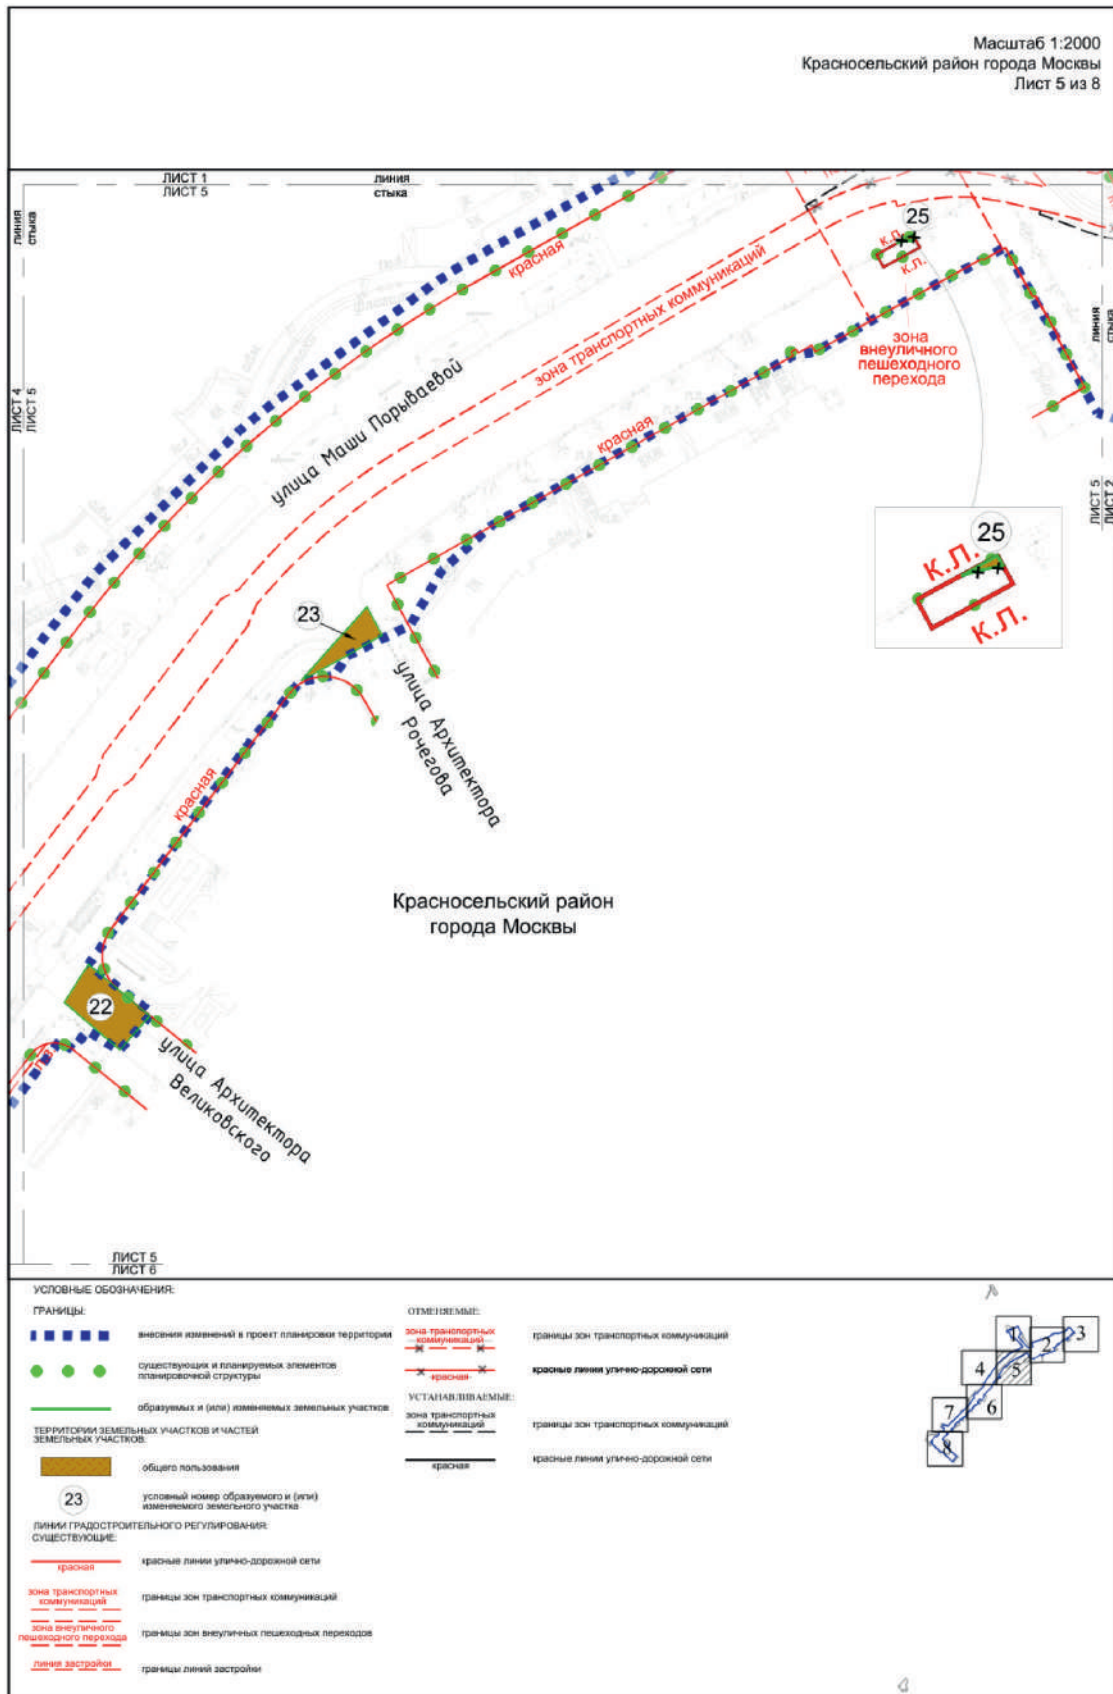 Масштаб 1:2000
Красносельский район города Москвы
Лист 5 из 8
ЛИСТ 1
ЛИСТ 5
линия
стыка
линия
стыка
ЛИСТ 4
ЛИСТ 5
линия
стыка
ЛИСТ 5
ЛИСТ 2
красная
зона транспортных коммуникаций
улица Маши Порываевой
25
к.л.
к.л.
зона
внеуличного
пешеходного
перехода
красная
25
К.Л.
К.Л.
23
улица Архитектора
Рочегова
красная
Красносельский район
города Москвы
22
улица Архитектора
Великовского
ЛИСТ 5
ЛИСТ 6
УСЛОВНЫЕ ОБОЗНАЧЕНИЯ:
ГРАНИЦЫ:
внесения изменений в проект планировки территории
существующих и планируемых элементов
планировочной структуры
образуемых и (или) изменяемых земельных участков
ТЕРРИТОРИИ ЗЕМЕЛЬНЫХ УЧАСТКОВ И ЧАСТЕЙ
ЗЕМЕЛЬНЫХ УЧАСТКОВ:
общего пользования
23
условный номер образуемого и (или)
изменяемого земельного участка
ЛИНИИ ГРАДОСТРОИТЕЛЬНОГО РЕГУЛИРОВАНИЯ:
СУЩЕСТВУЮЩИЕ:
красная
красные линии улично-дорожной сети
зона транспортных
коммуникаций
границы зон транспортных коммуникаций
зона внеуличного
пешеходного перехода
границы зон внеуличных пешеходных переходов
линия застройки
границы линий застройки
ОТМЕНЯЕМЫЕ:
зона транспортных
коммуникаций
границы зон транспортных коммуникаций
красная
красные линии улично-дорожной сети
УСТАНАВЛИВАЕМЫЕ:
зона транспортных
коммуникаций
границы зон транспортных коммуникаций
красная
красные линии улично-дорожной сети
1
2
3
4
5
6
7
8